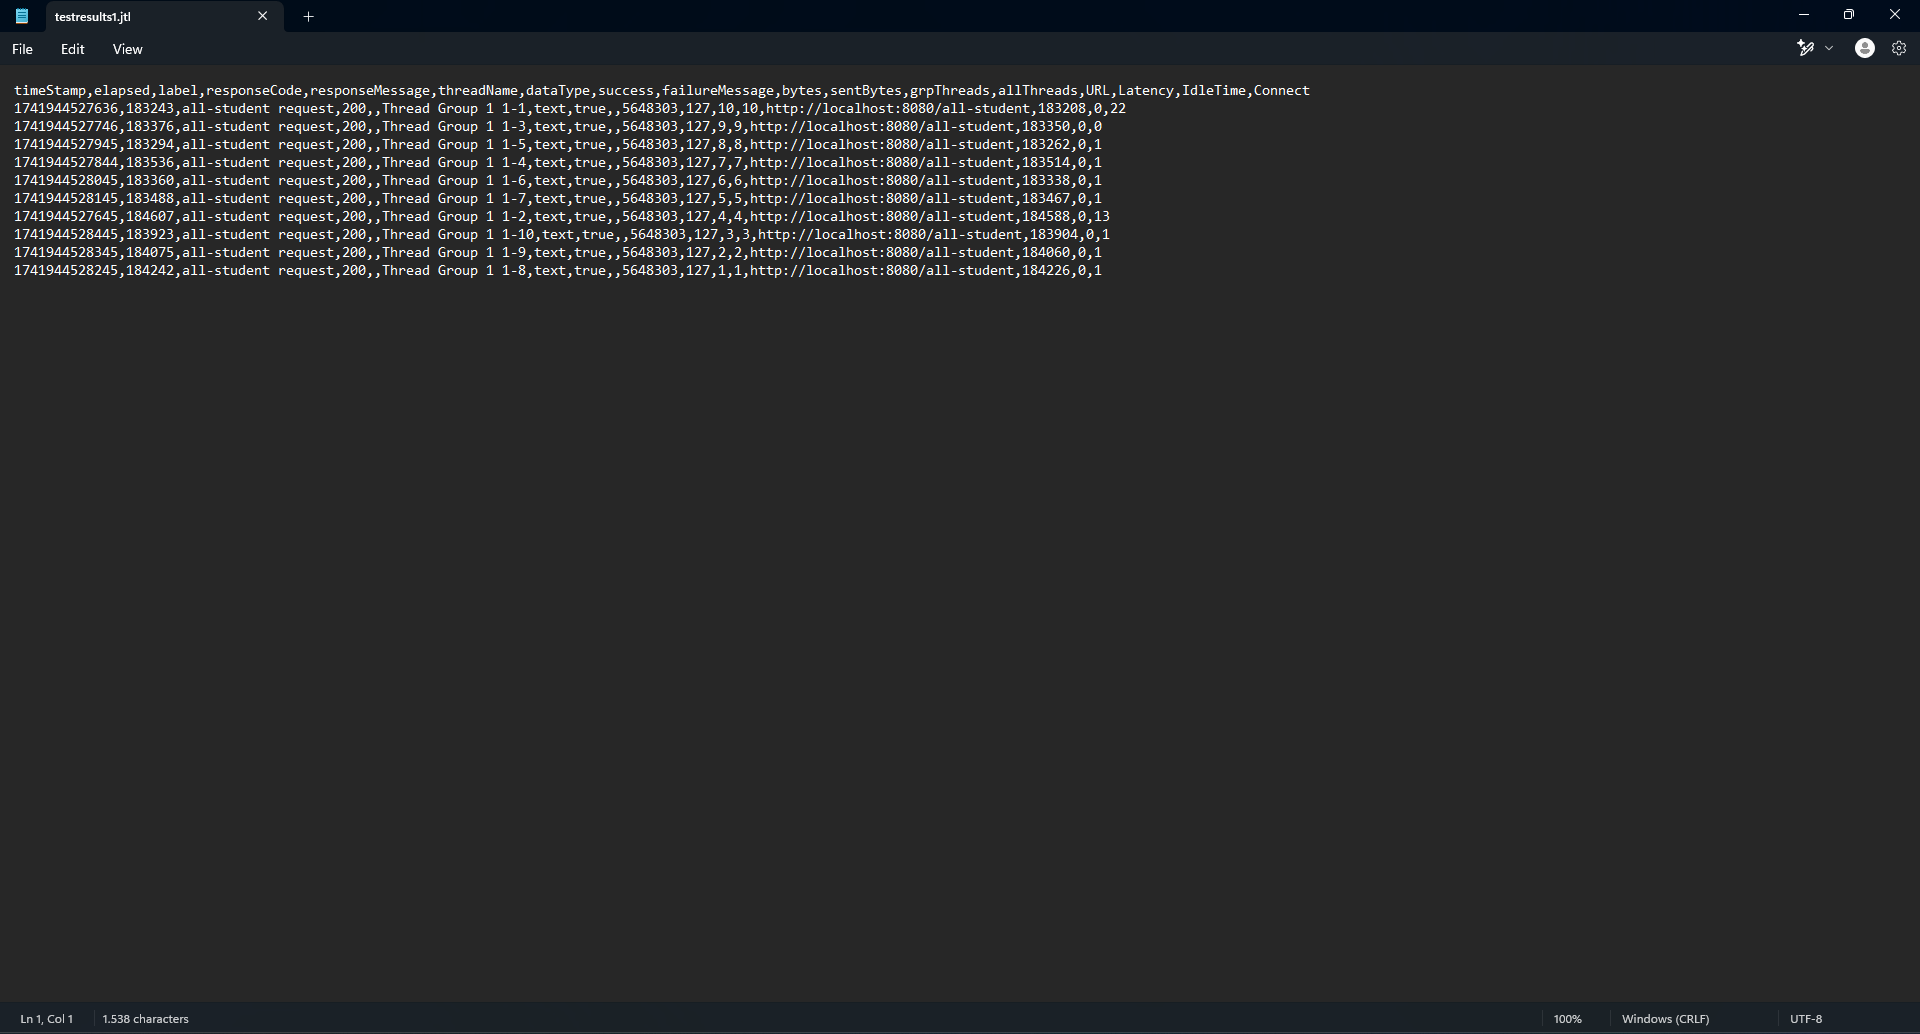 testresults1.jtl
File Edit View
timeStamp,elapsed,label,responseCode,responseMessage,threadName,dataType,success,failureMessage,bytes,sentBytes,grpThreads,allThreads,URL,Latency,IdleTime,Connect
1741944527636,183243,all-student request,200,,Thread Group 1 1-1,text,true,,5648303,127,10,10,http://localhost:8080/all-student,183208,0,22
1741944527746,183376,all-student request,200,,Thread Group 1 1-3,text,true,,5648303,127,9,9,http://localhost:8080/all-student,183350,0,0
1741944527945,183294,all-student request,200,,Thread Group 1 1-5,text,true,,5648303,127,8,8,http://localhost:8080/all-student,183262,0,1
1741944527844,183536,all-student request,200,,Thread Group 1 1-4,text,true,,5648303,127,7,7,http://localhost:8080/all-student,183514,0,1
1741944528045,183360,all-student request,200,,Thread Group 1 1-6,text,true,,5648303,127,6,6,http://localhost:8080/all-student,183338,0,1
1741944528145,183488,all-student request,200,,Thread Group 1 1-7,text,true,,5648303,127,5,5,http://localhost:8080/all-student,183467,0,1
1741944527645,184607,all-student request,200,,Thread Group 1 1-2,text,true,,5648303,127,4,4,http://localhost:8080/all-student,184588,0,13
1741944528445,183923,all-student request,200,,Thread Group 1 1-10,text,true,,5648303,127,3,3,http://localhost:8080/all-student,183904,0,1
1741944528345,184075,all-student request,200,,Thread Group 1 1-9,text,true,,5648303,127,2,2,http://localhost:8080/all-student,184060,0,1
1741944528245,184242,all-student request,200,,Thread Group 1 1-8,text,true,,5648303,127,1,1,http://localhost:8080/all-student,184226,0,1
Ln 1, Col 1 1.538 characters 100% Windows (CRLF) UTF-8